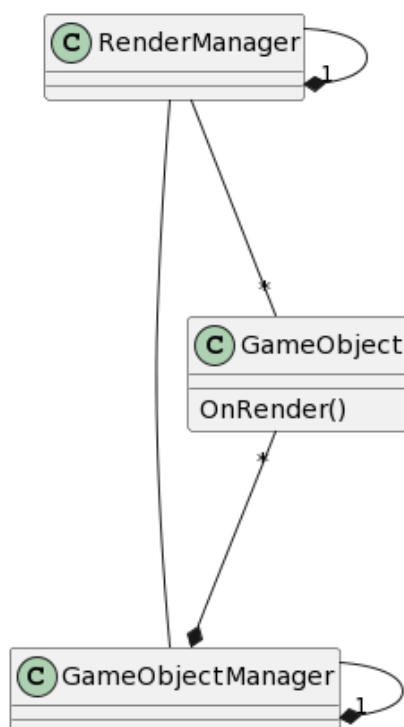 C RenderManager
1
*
C GameObject
OnRender()
*
C GameObjectManager
1